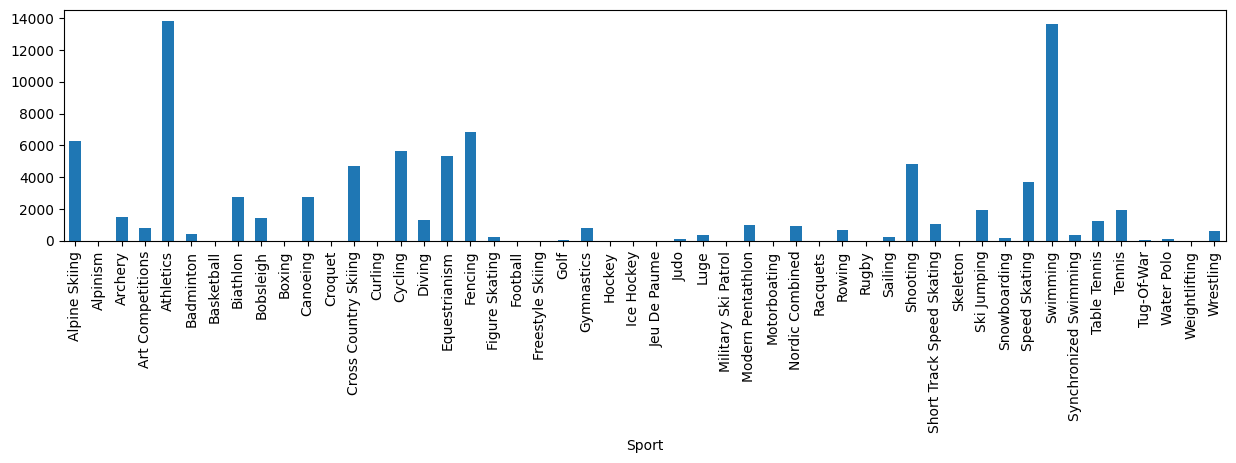 14000
12000
10000
8000
6000
4000
2000
0
Alpine Skiing
Alpinism
Archery
Art Competitions
Athletics
Badminton
Basketball
Biathlon
Bobsleigh
Boxing
Canoeing
Croquet
Cross Country Skiing
Curling
Cycling
Diving
Equestrianism
Fencing
Figure Skating
Football
Freestyle Skiing
Golf
Gymnastics
Hockey
Ice Hockey
Jeu De Paume
Judo
Luge
Military Ski Patrol
Modern Pentathlon
Motorboating
Nordic Combined
Racquets
Rowing
Rugby
Sailing
Shooting
Short Track Speed Skating
Skeleton
Ski Jumping
Snowboarding
Speed Skating
Swimming
Synchronized Swimming
Table Tennis
Tennis
Tug-Of-War
Water Polo
Weightlifting
Wrestling
Sport